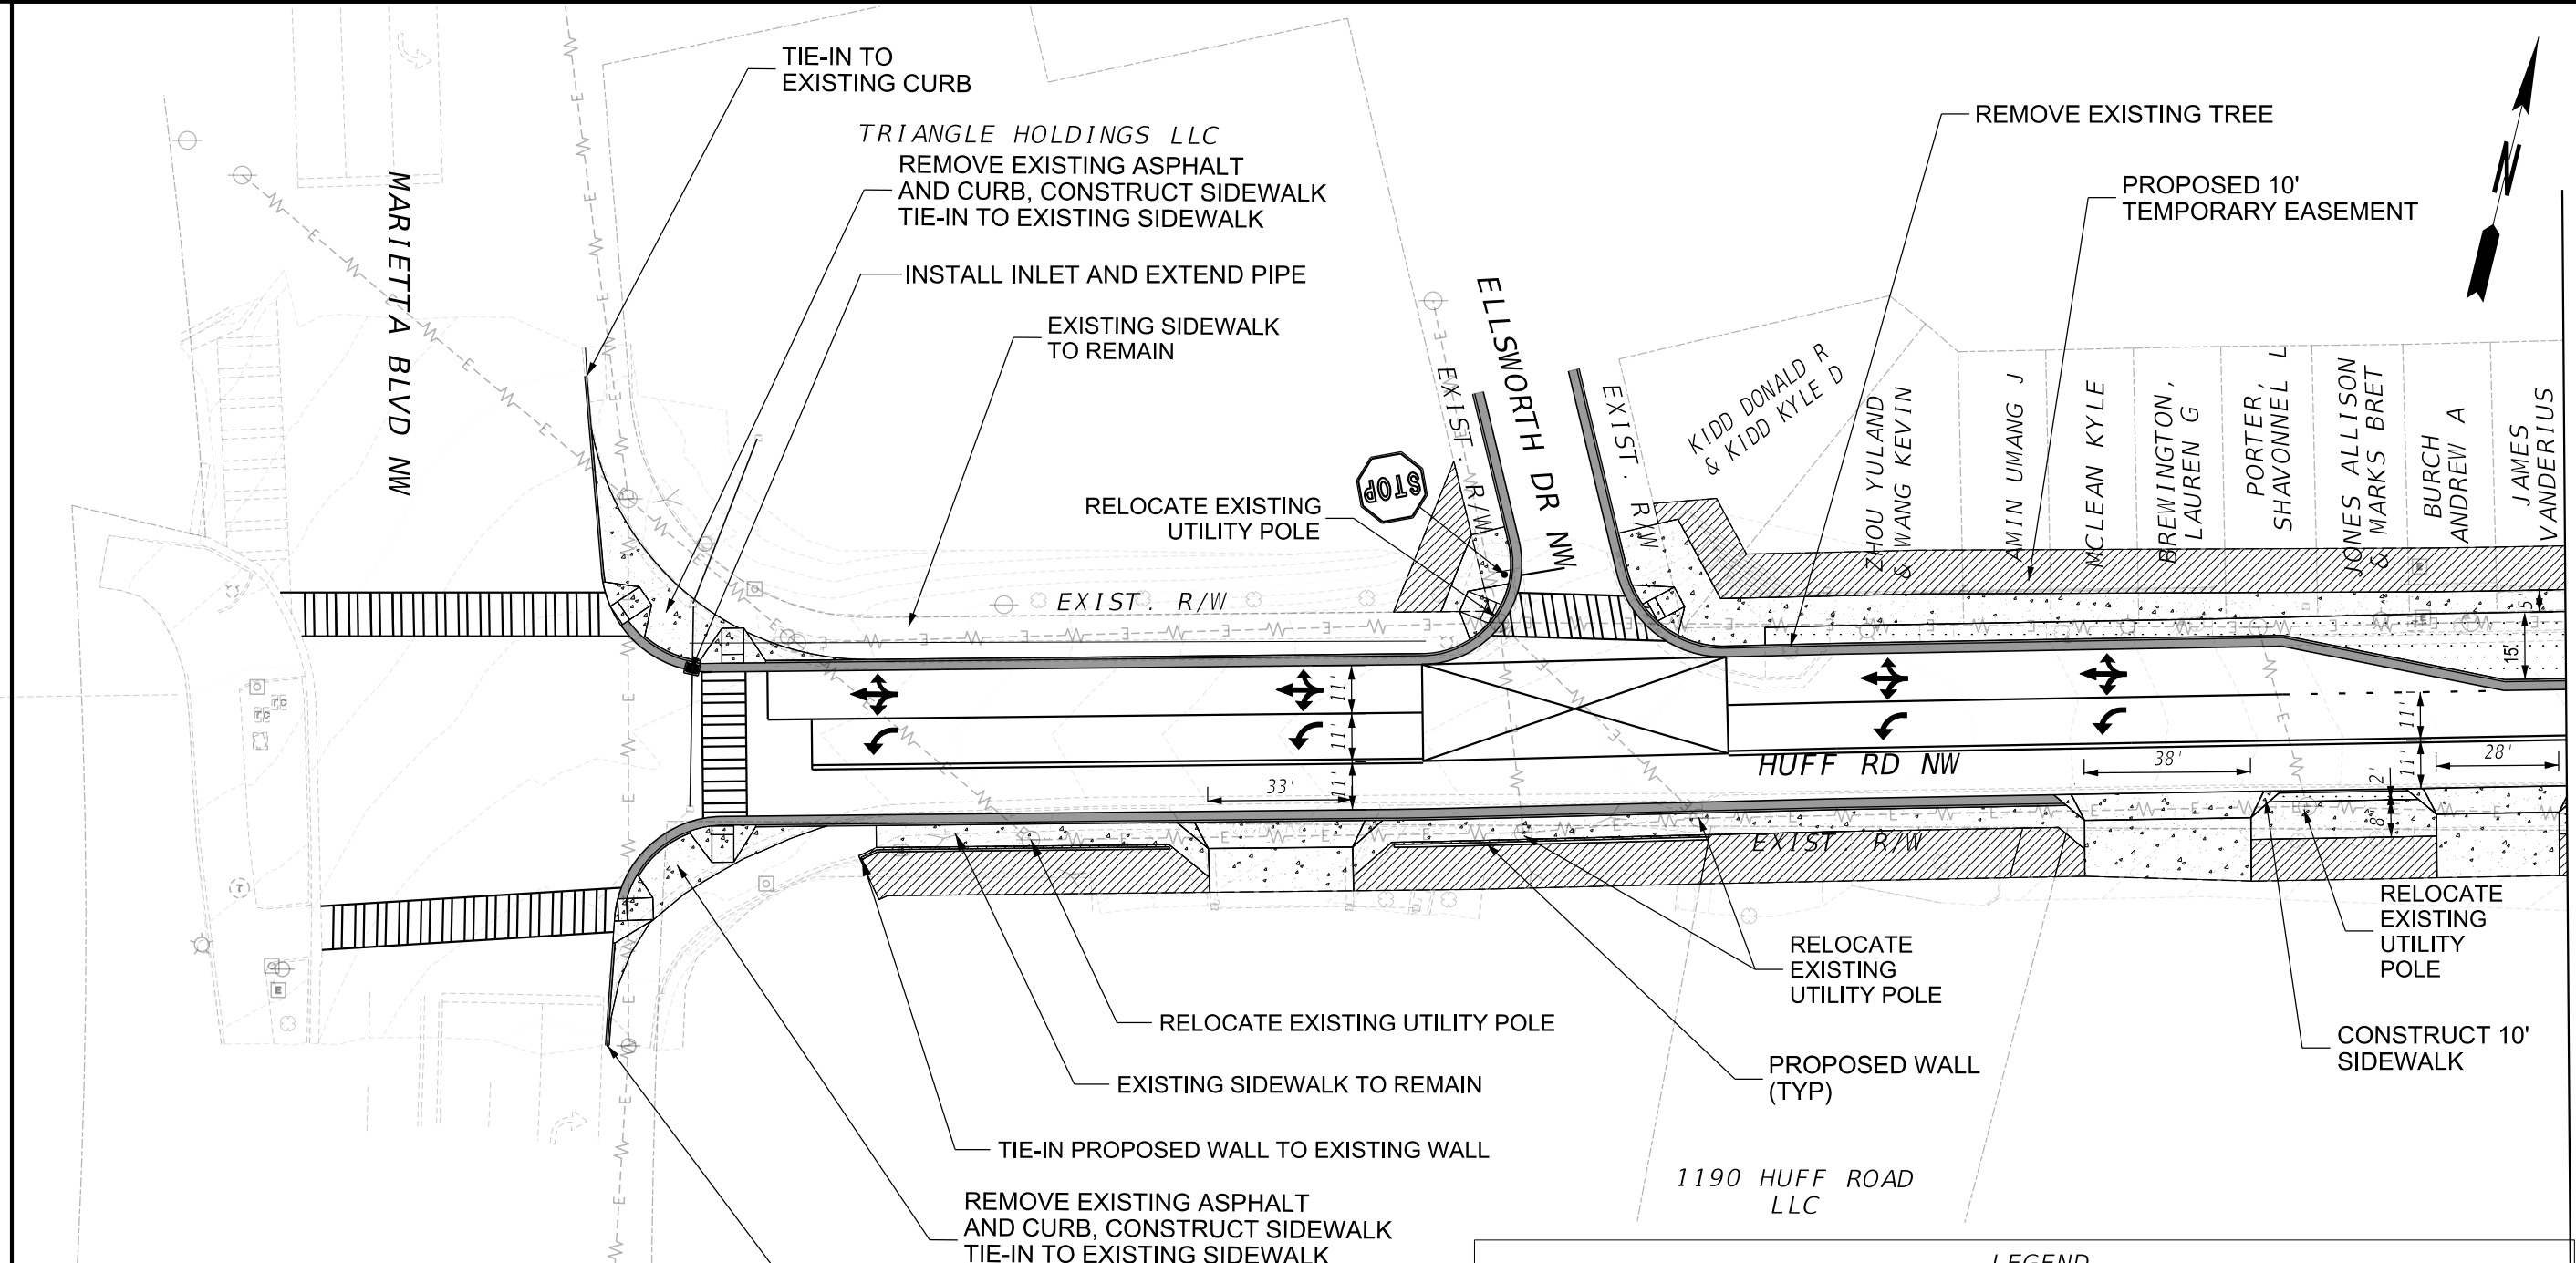 TIE-IN TO
EXISTING CURB
TRIANGLE HOLDINGS LLC
REMOVE EXISTING ASPHALT
AND CURB, CONSTRUCT SIDEWALK
TIE-IN TO EXISTING SIDEWALK
INSTALL INLET AND EXTEND PIPE
EXISTING SIDEWALK
TO REMAIN
MARIETTA BLVD NW
RELOCATE EXISTING
UTILITY POLE
STOP
EXIST. R/W
ELLSWORTH DR NW
EXIST. R/W
REMOVE EXISTING TREE
PROPOSED 10'
TEMPORARY EASEMENT
N
KIDD DONALD R
& KIDD KYLE D
ZHOU YULAND
& WANG KEVIN
AMIN UMANG J
MCLEAN KYLE
BREWINGTON,
LAUREN G
PORTER,
SHAVONNEL L
JONES ALLISON
& MARKS BRET
BURCH
ANDREW A
JAMES
VANDERIUS
EXIST. R/W
5'
15'
11'
11'
11'
33'
HUFF RD NW
38'
11'
11'
28'
2'
8'
EXIST. R/W
RELOCATE
EXISTING
UTILITY POLE
RELOCATE
EXISTING
UTILITY
POLE
RELOCATE EXISTING UTILITY POLE
CONSTRUCT 10'
SIDEWALK
EXISTING SIDEWALK TO REMAIN
PROPOSED WALL
(TYP)
TIE-IN PROPOSED WALL TO EXISTING WALL
1190 HUFF ROAD
LLC
REMOVE EXISTING ASPHALT
AND CURB, CONSTRUCT SIDEWALK
TIE-IN TO EXISTING SIDEWALK
LEGEND